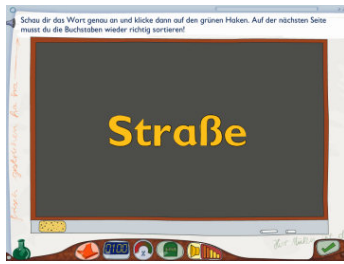 Schau dir das Wort genau an und klicke dann auf den grünen Haken. Auf der nächsten Seite
musst du die Buchstaben wieder richtig sortieren!
Straße